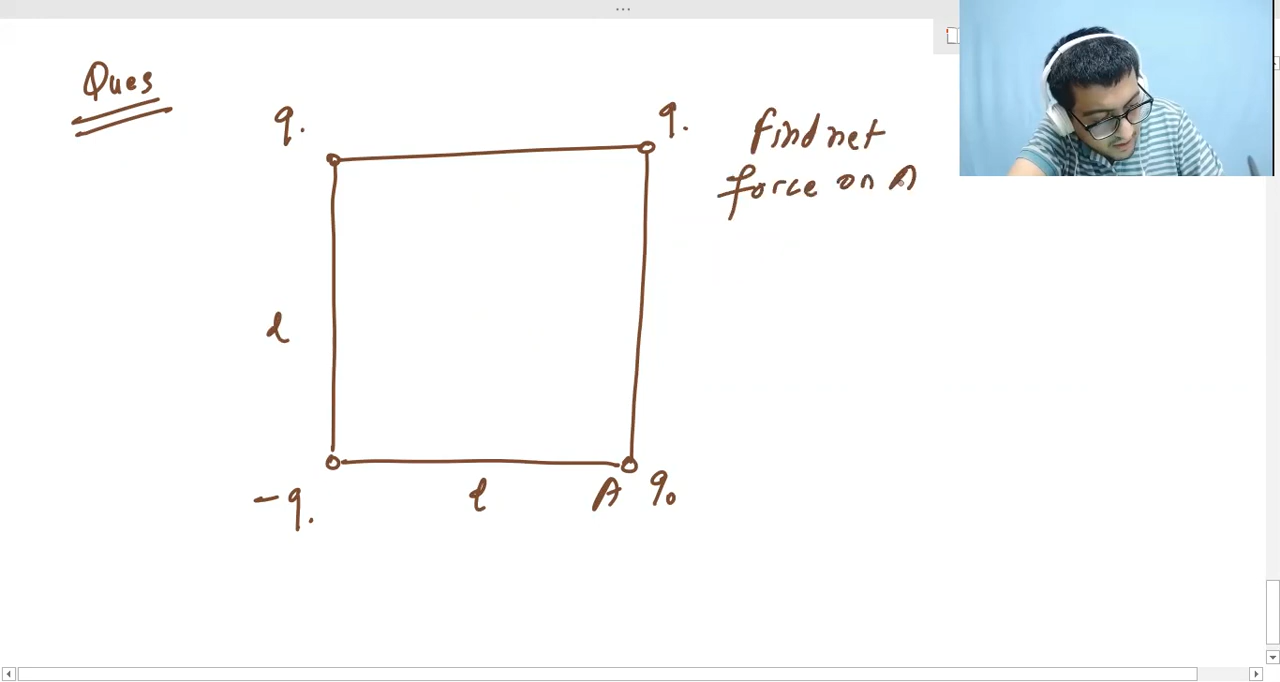 Ques
q. q.
find net
force on A
l
-q. l A q₀